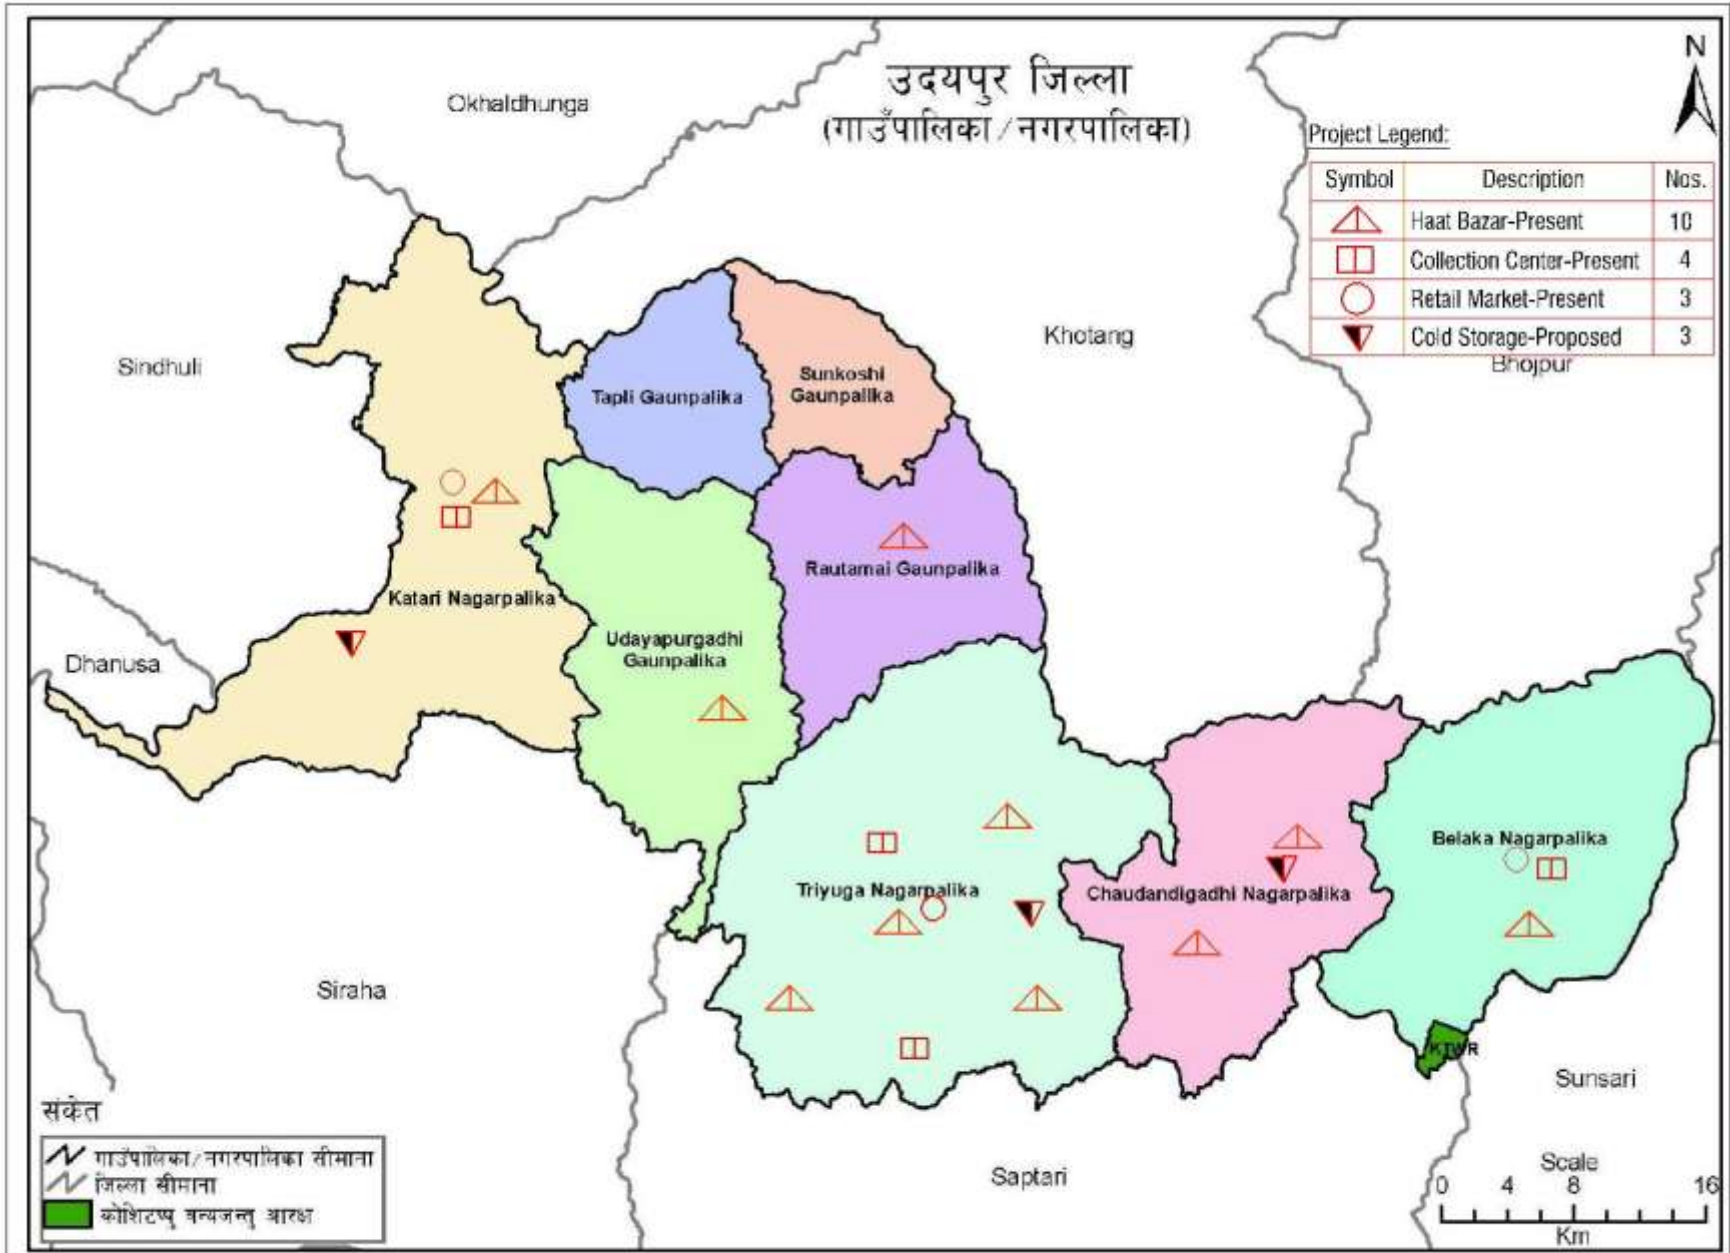 उदयपुर जिल्ला
(गाउँपालिका/नगरपालिका)
N
Project Legend:
Symbol Description Nos.
Haat Bazar-Present 10
Collection Center-Present 4
Retail Market-Present 3
Cold Storage-Proposed 3
Okhaldhunga
Sindhuli
Khotang
Bhojpur
Tapli Gaunpalika
Sunkoshi
Gaunpalika
Rautamai Gaunpalika
Katari Nagarpalika
Udayapurgadhi
Gaunpalika
Dhanusa
Belaka Nagarpalika
Triyuga Nagarpalika
Chaudandigadhi Nagarpalika
Siraha
KTWR
Sunsari
Saptari
संकेत
गाउँपालिका/नगरपालिका सीमाना
जिल्ला सीमाना
कोशिटप्पु वन्यजन्तु आरक्ष
Scale
0 4 8 16
Km